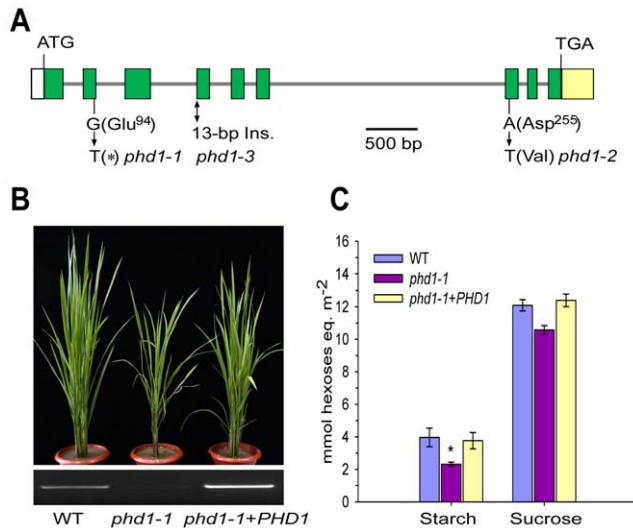 A
ATG
TGA
G(Glu94)
T(*) phd1-1
13-bp Ins.
phd1-3
500 bp
A(Asp255)
T(Val) phd1-2
B
WT phd1-1 phd1-1+PHD1
C
mmol hexoses eq. m-2
16
14
12
10
8
6
4
2
0
WT
phd1-1
phd1-1+PHD1
*
Starch Sucrose